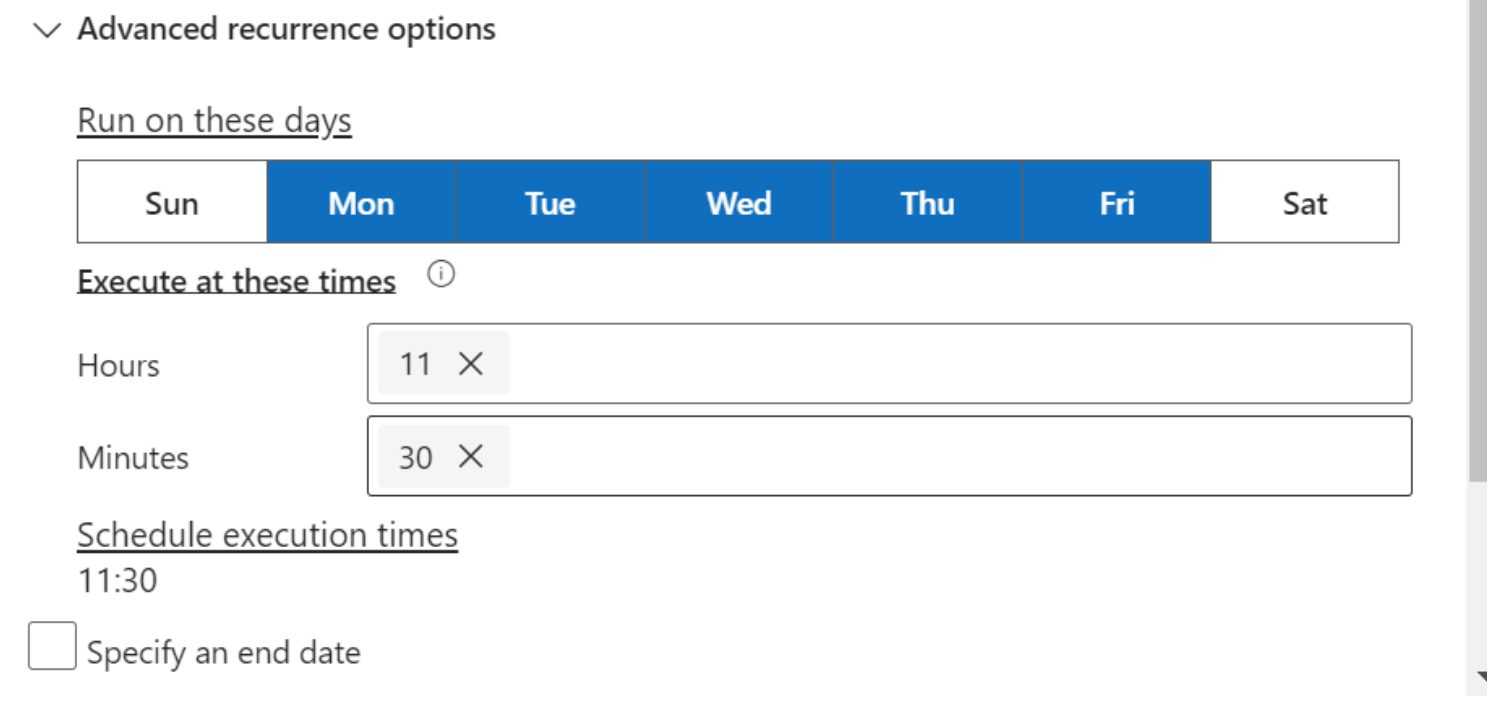 Advanced recurrence options
Run on these days
Sun Mon Tue Wed Thu Fri Sat
Execute at these times
Hours 11
Minutes 30
Schedule execution times
11:30
Specify an end date